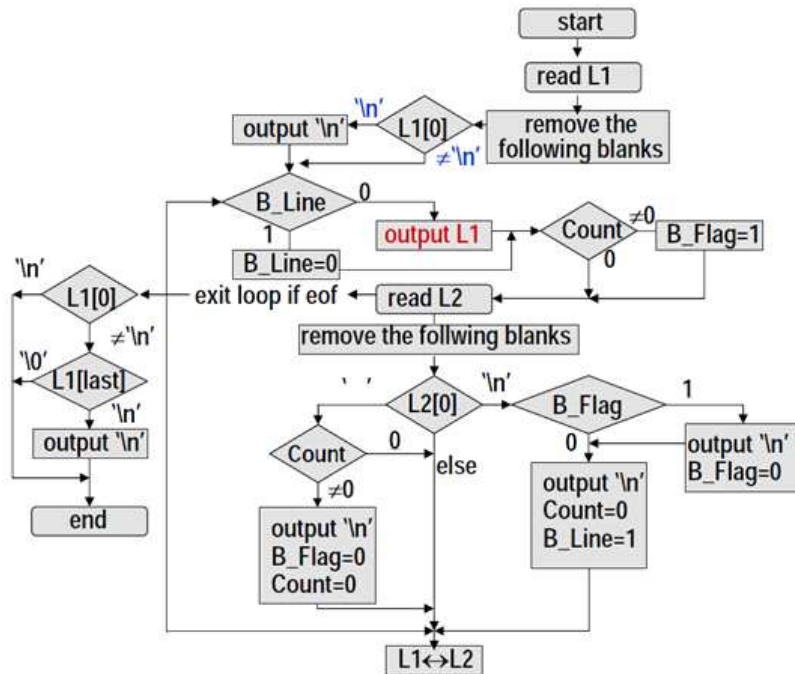 start
read L1
remove the
following blanks
L1[0]
'\n'
≠'\n'
output '\n'
B_Line
0
1
output L1
B_Line=0
Count
≠0
0
B_Flag=1
read L2
exit loop if eof
L1[0]
'\n'
≠'\n'
L1[last]
'\0'
'\n'
output '\n'
end
remove the follwing blanks
L2[0]
' '
'\n'
else
Count
0
≠0
output '\n'
B_Flag=0
Count=0
B_Flag
1
0
output '\n'
B_Flag=0
output '\n'
Count=0
B_Line=1
L1↔L2